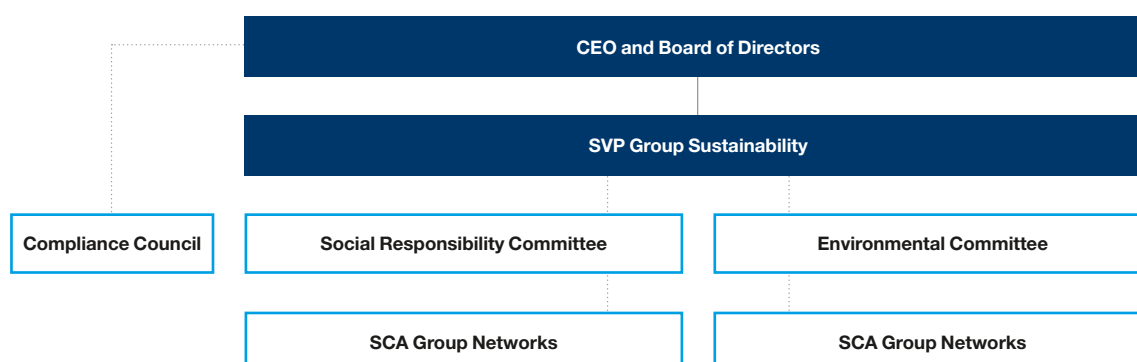 CEO and Board of Directors
SVP Group Sustainability
Compliance Council
Social Responsibility Committee
Environmental Committee
SCA Group Networks
SCA Group Networks